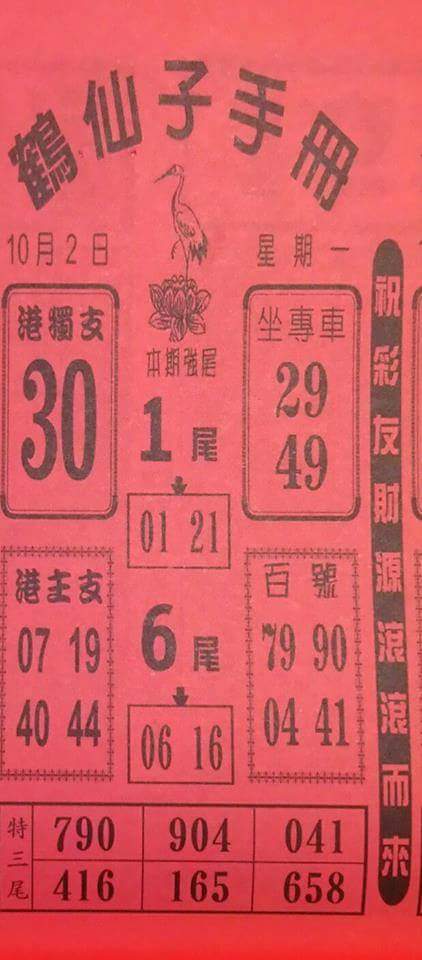 鶴仙子手冊
10月2日
星期一
港獨支
30
本期強尾
1尾
01 21
坐專車
29
49
港主支
07 19
40 44
6尾
06 16
百號
79 90
04 41
特三尾
790 904 041
416 165 658
祝彩友財源滾滾而來